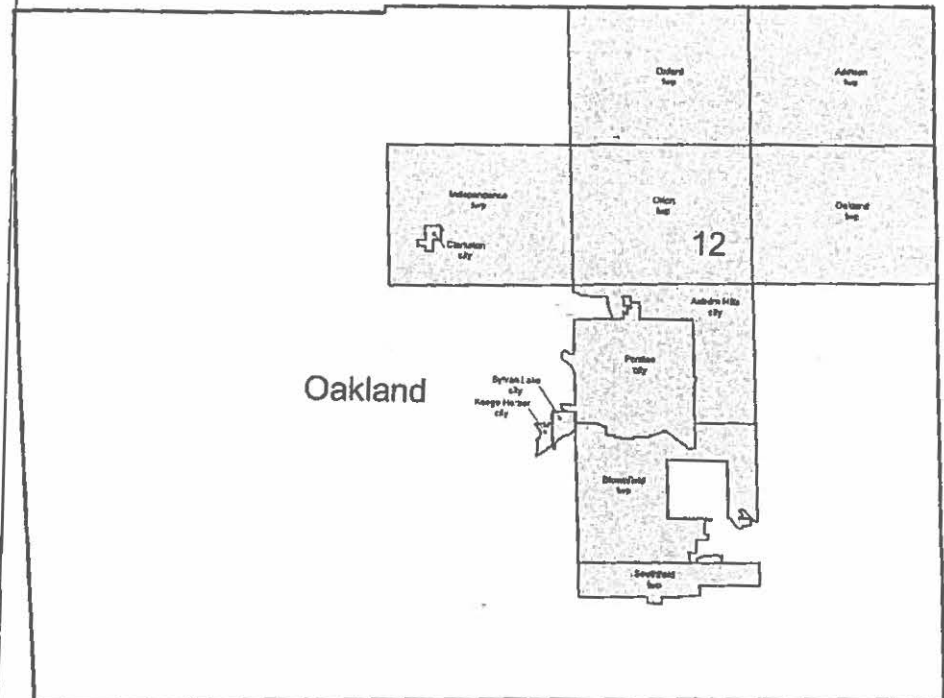 Oxford
twp
Addison
twp
Independence
twp
Orion
twp
Oakland
twp
Clarkston
city
12
Auburn Hills
city
Pontiac
city
Oakland
Sylvan Lake
city
Keego Harbor
city
Bloomfield
twp
Southfield
twp